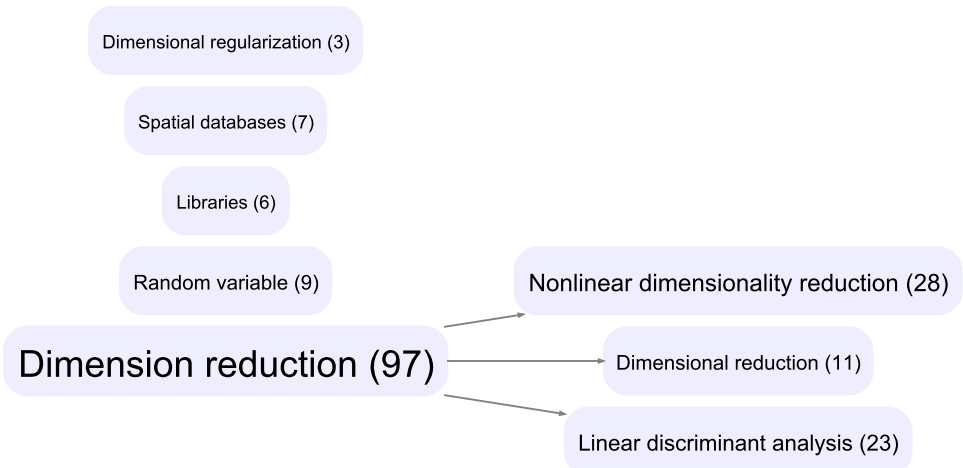 Dimensional regularization (3)
Spatial databases (7)
Libraries (6)
Random variable (9)
Dimension reduction (97)
Nonlinear dimensionality reduction (28)
Dimensional reduction (11)
Linear discriminant analysis (23)